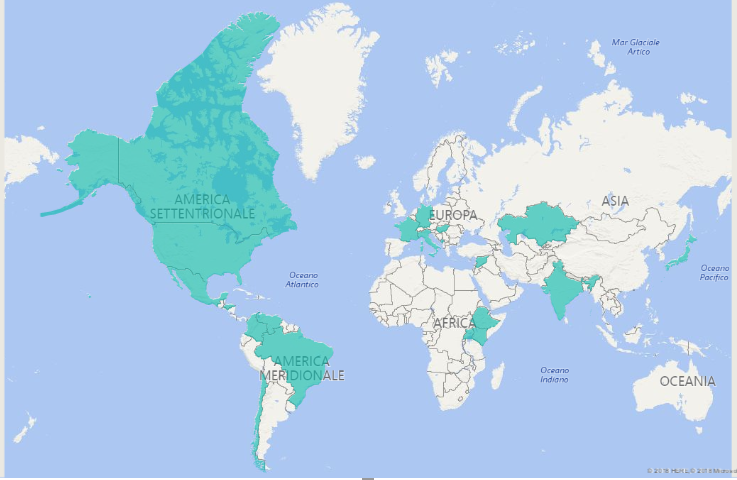 Mar Glaciale
Artico
AMERICA
SETTENTRIONALE
EUROPA
ASIA
Oceano
Atlantico
Oceano
Pacifico
AFRICA
AMERICA
MERIDIONALE
Oceano
Indiano
OCEANIA